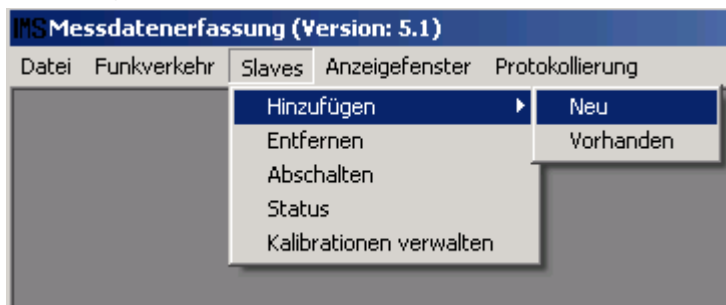 IMS Messdatenerfassung (Version: 5.1)
Datei Funkverkehr Slaves Anzeigefenster Protokollierung
Hinzufügen Neu
Entfernen Vorhanden
Abschalten
Status
Kalibrationen verwalten